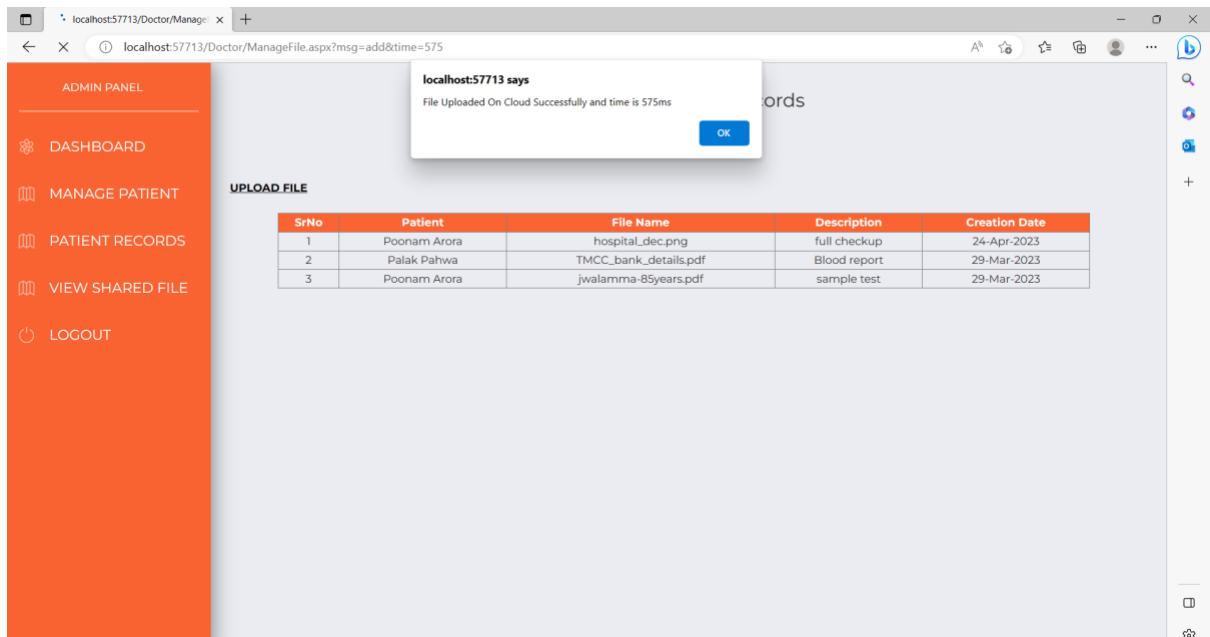 localhost:57713/Doctor/Manage
localhost:57713/Doctor/ManageFile.aspx?msg=add&time=575
localhost:57713 says
File Uploaded On Cloud Successfully and time is 575ms
OK
ords
ADMIN PANEL
DASHBOARD
MANAGE PATIENT
PATIENT RECORDS
VIEW SHARED FILE
LOGOUT
UPLOAD FILE
SrNo Patient File Name Description Creation Date
1 Poonam Arora hospital_dec.png full checkup 24-Apr-2023
2 Palak Pahwa TMCC_bank_details.pdf Blood report 29-Mar-2023
3 Poonam Arora jwalamma-85years.pdf sample test 29-Mar-2023